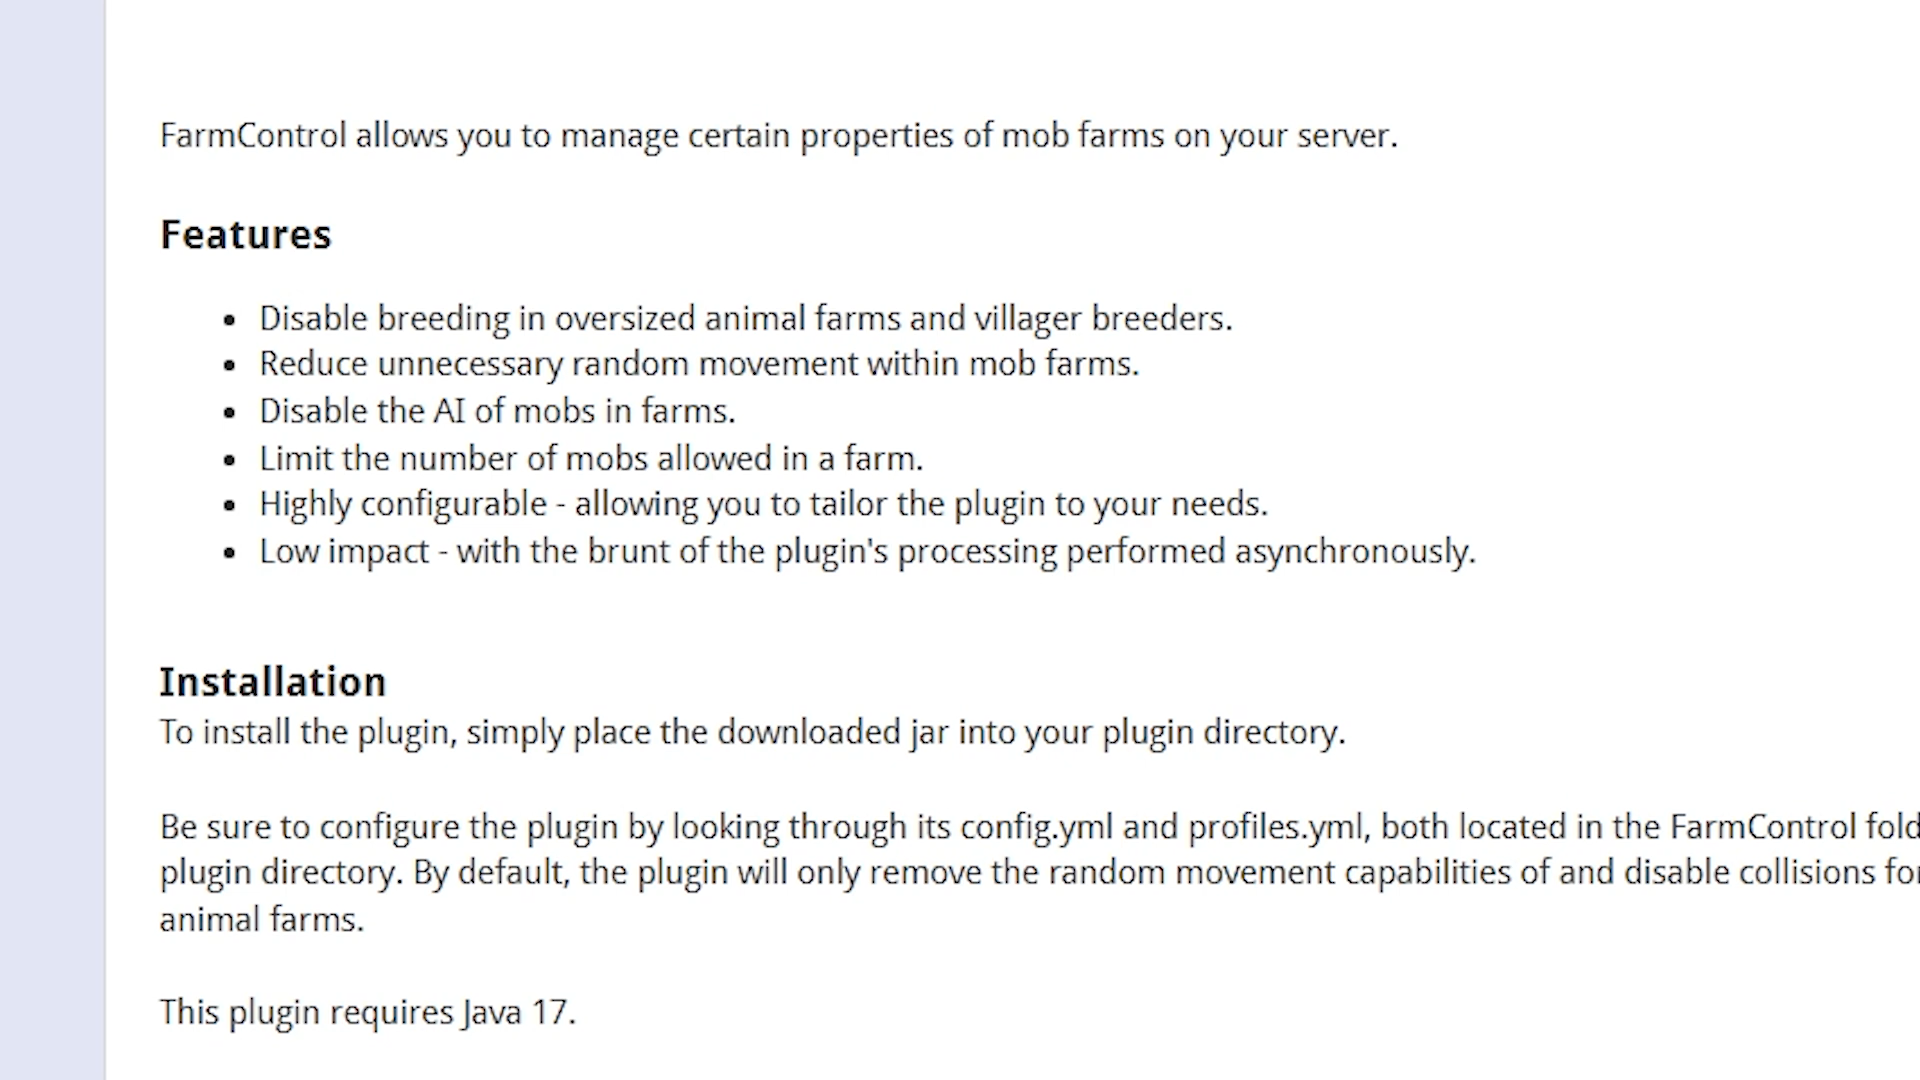 FarmControl allows you to manage certain properties of mob farms on your server.
Features
• Disable breeding in oversized animal farms and villager breeders.
• Reduce unnecessary random movement within mob farms.
• Disable the AI of mobs in farms.
• Limit the number of mobs allowed in a farm.
• Highly configurable - allowing you to tailor the plugin to your needs.
• Low impact - with the brunt of the plugin's processing performed asynchronously.
Installation
To install the plugin, simply place the downloaded jar into your plugin directory.
Be sure to configure the plugin by looking through its config.yml and profiles.yml, both located in the FarmControl fold
plugin directory. By default, the plugin will only remove the random movement capabilities of and disable collisions for
animal farms.
This plugin requires Java 17.